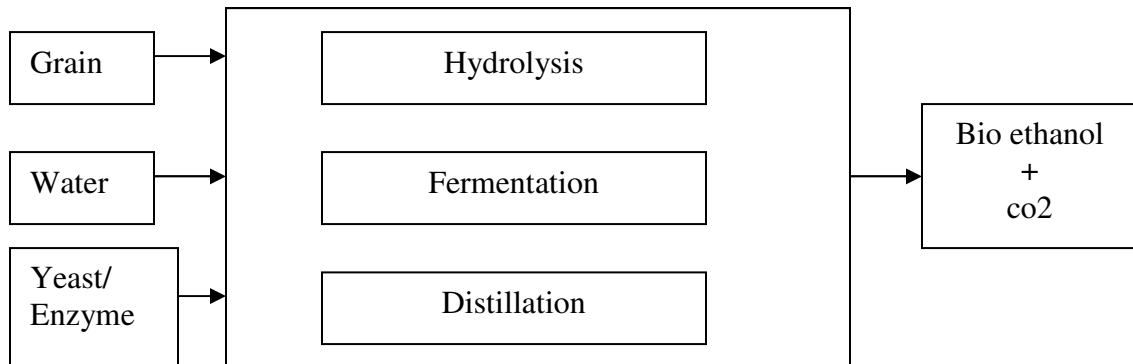 Grain
Hydrolysis
Water
Fermentation
Yeast/
Enzyme
Distillation
Bio ethanol
+
co2